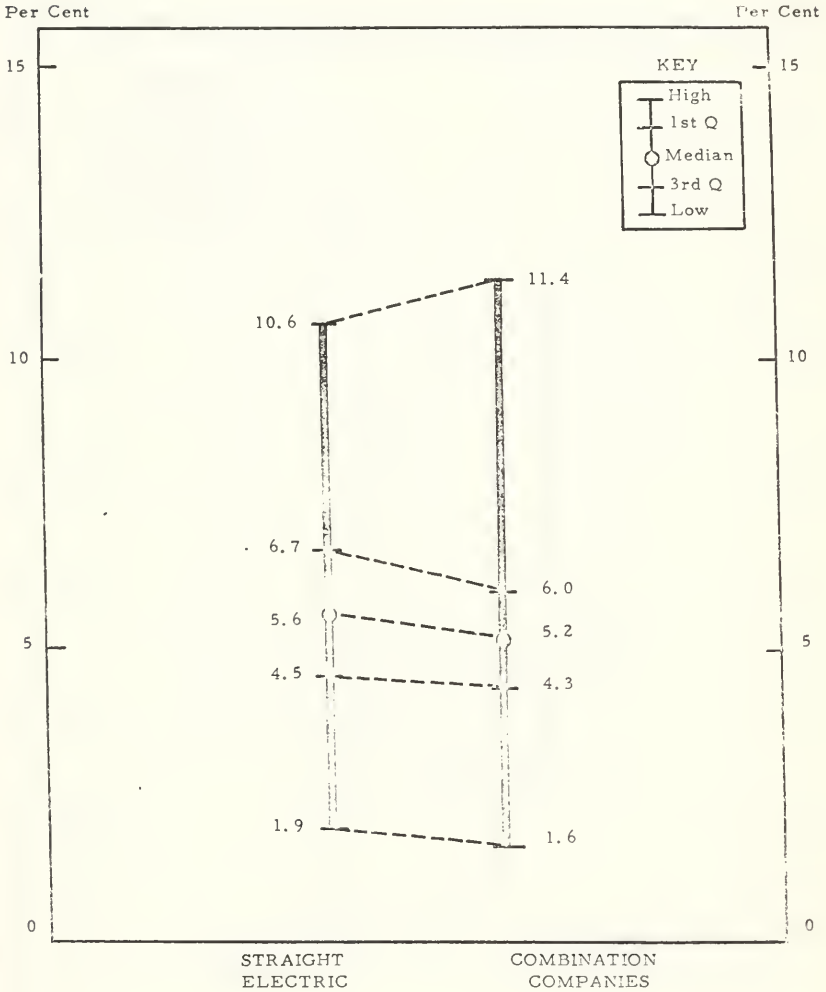 Per Cent Per Cent
15 15
KEY
High
1st Q
Median
3rd Q
Low
11.4
10.6
10 10
6.7
6.0
5.6
5.2
5 5
4.5
4.3
1.9
1.6
0 0
STRAIGHT COMBINATION
ELECTRIC COMPANIES